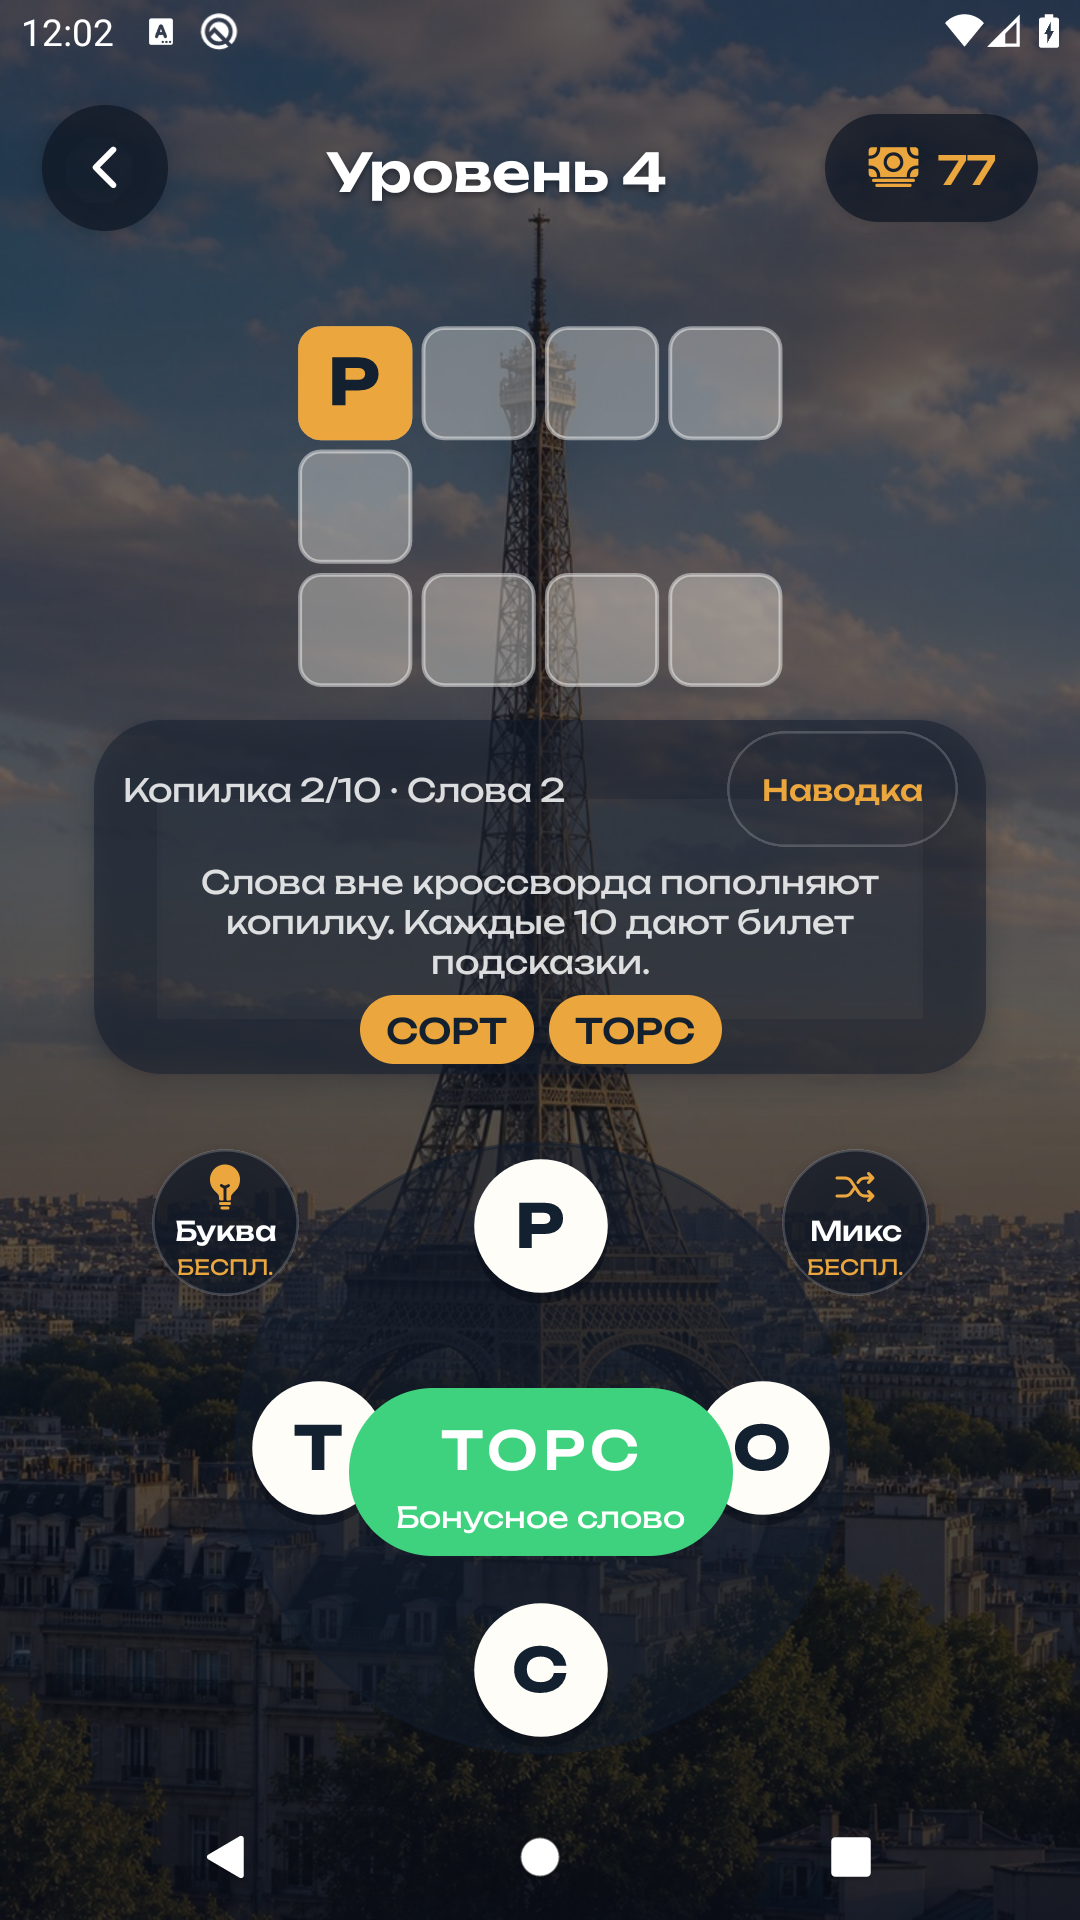 12:02
Уровень 4
77
Р
Копилка 2/10 · Слова 2
Наводка
Слова вне кроссворда пополняют
копилку. Каждые 10 дают билет
подсказки.
СОРТ ТОРС
Буква
БЕСПЛ.
Р
Микс
БЕСПЛ.
Т
ТОРС
О
Бонусное слово
С